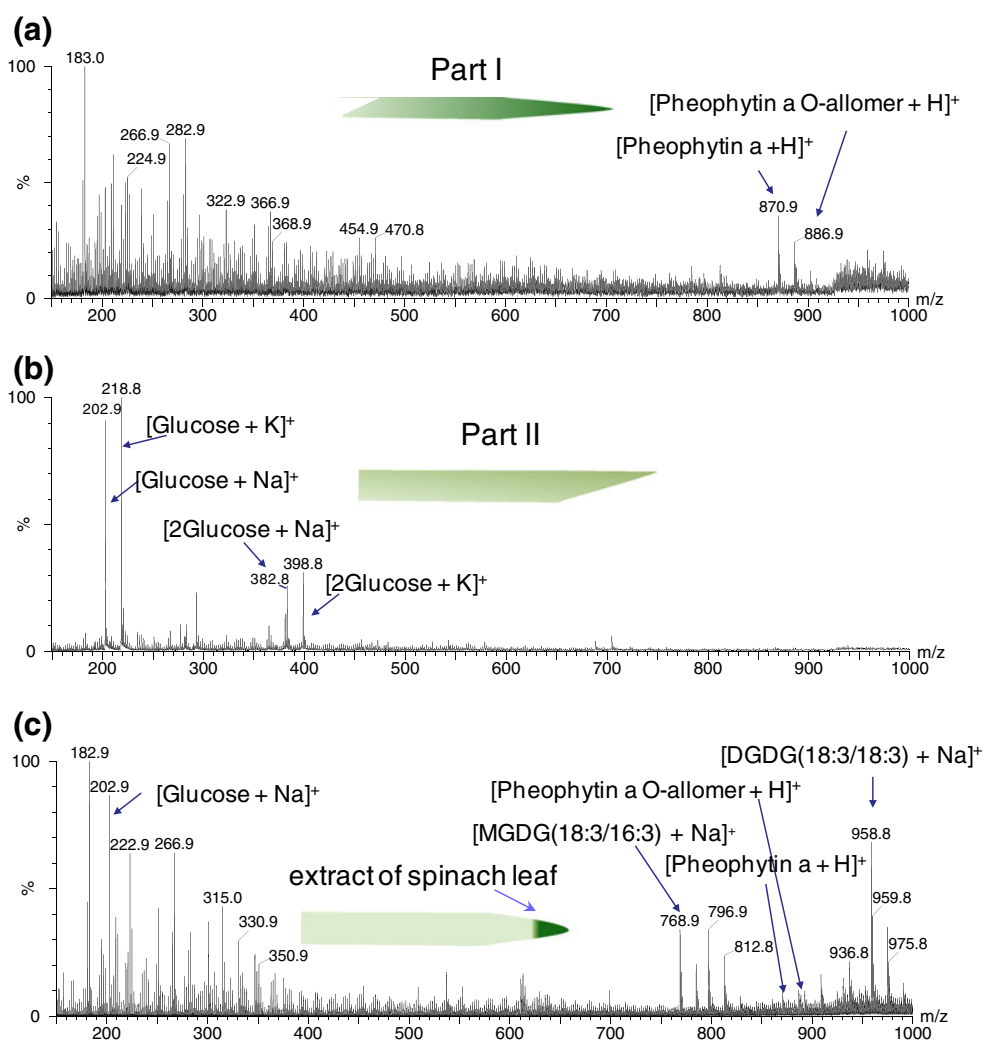 (a)
183.0
100
Part I
[Pheophytin a O-allomer + H]+
266.9 282.9
224.9
[Pheophytin a +H]+
%
322.9 366.9
368.9
454.9 470.8
870.9
886.9
0
200 300 400 500 600 700 800 900 1000 m/z
(b)
218.8
100
202.9
[Glucose + K]+
Part II
[Glucose + Na]+
%
[2Glucose + Na]+
398.8
382.8
[2Glucose + K]+
0
200 300 400 500 600 700 800 900 1000 m/z
(c)
182.9
100
[DGDG(18:3/18:3) + Na]+
202.9
[Glucose + Na]+
[Pheophytin a O-allomer + H]+
[MGDG(18:3/16:3) + Na]+
958.8
222.9 266.9
[Pheophytin a + H]+
extract of spinach leaf
%
315.0
959.8
768.9 796.9
330.9
812.8
936.8 975.8
350.9
0
200 300 400 500 600 700 800 900 1000 m/z